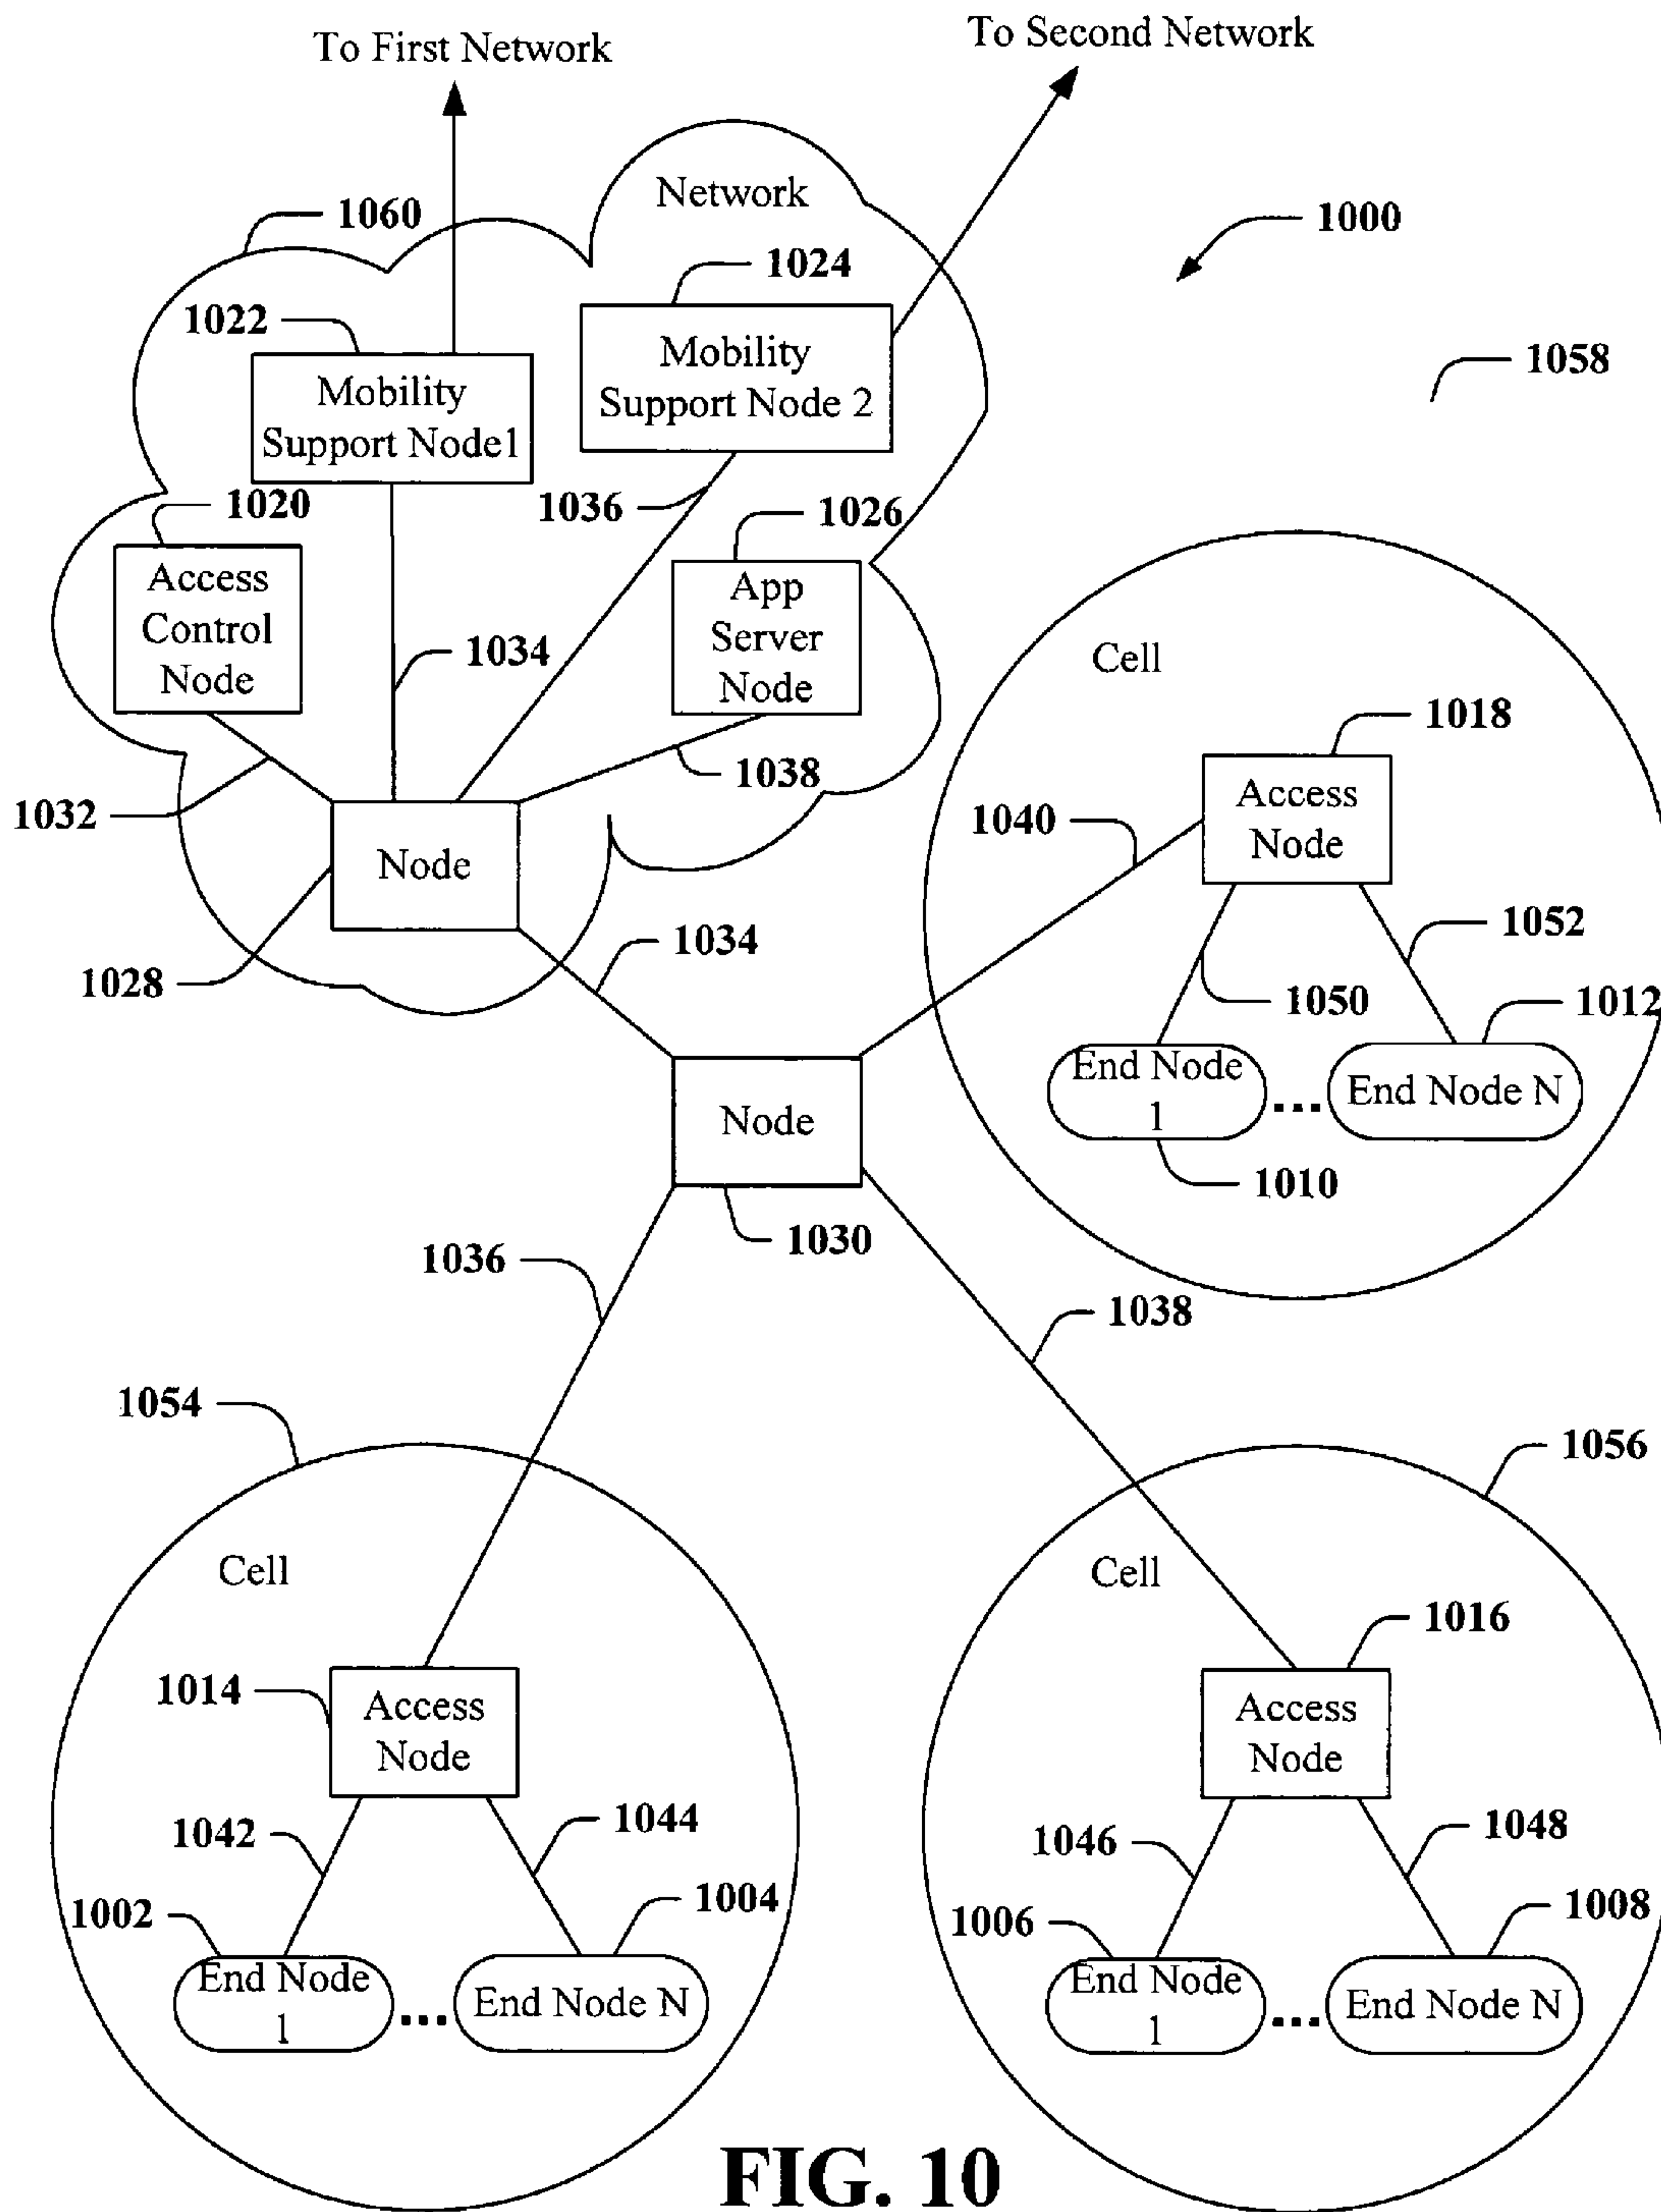 To First Network
To Second Network
Network
1060
1000
1024
1022
Mobility
Support Node 2
1058
Mobility
Support Node1
1020
1036
1026
Access
Control
Node
App
Server
Node
1034
Cell
1018
1038
1032
Access
Node
1040
Node
1034
1052
1028
1050
1012
End Node
1
...
End Node N
Node
1010
1030
1036
1038
1054
1056
Cell
Cell
1016
1014
Access
Node
Access
Node
1042
1044
1046
1048
1002
1004
1006
1008
End Node
1
...
End Node N
End Node
1
...
End Node N
FIG. 10